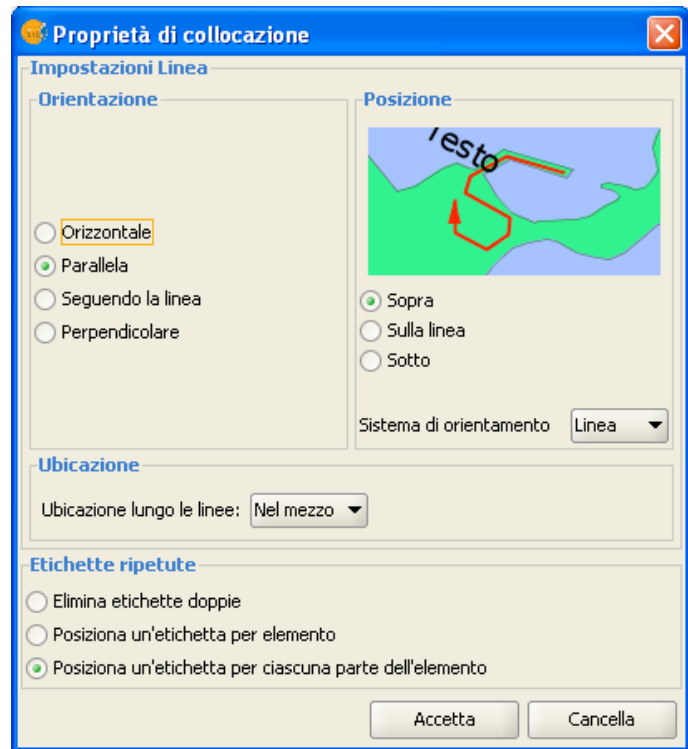 Proprietà di collocazione
Impostazioni Linea
Orientazione
Orizzontale
Parallela
Seguendo la linea
Perpendicolare
Posizione
Testo
Sopra
Sulla linea
Sotto
Sistema di orientamento Linea
Ubicazione
Ubicazione lungo le linee: Nel mezzo
Etichette ripetute
Elimina etichette doppie
Posiziona un'etichetta per elemento
Posiziona un'etichetta per ciascuna parte dell'elemento
Accetta Cancella